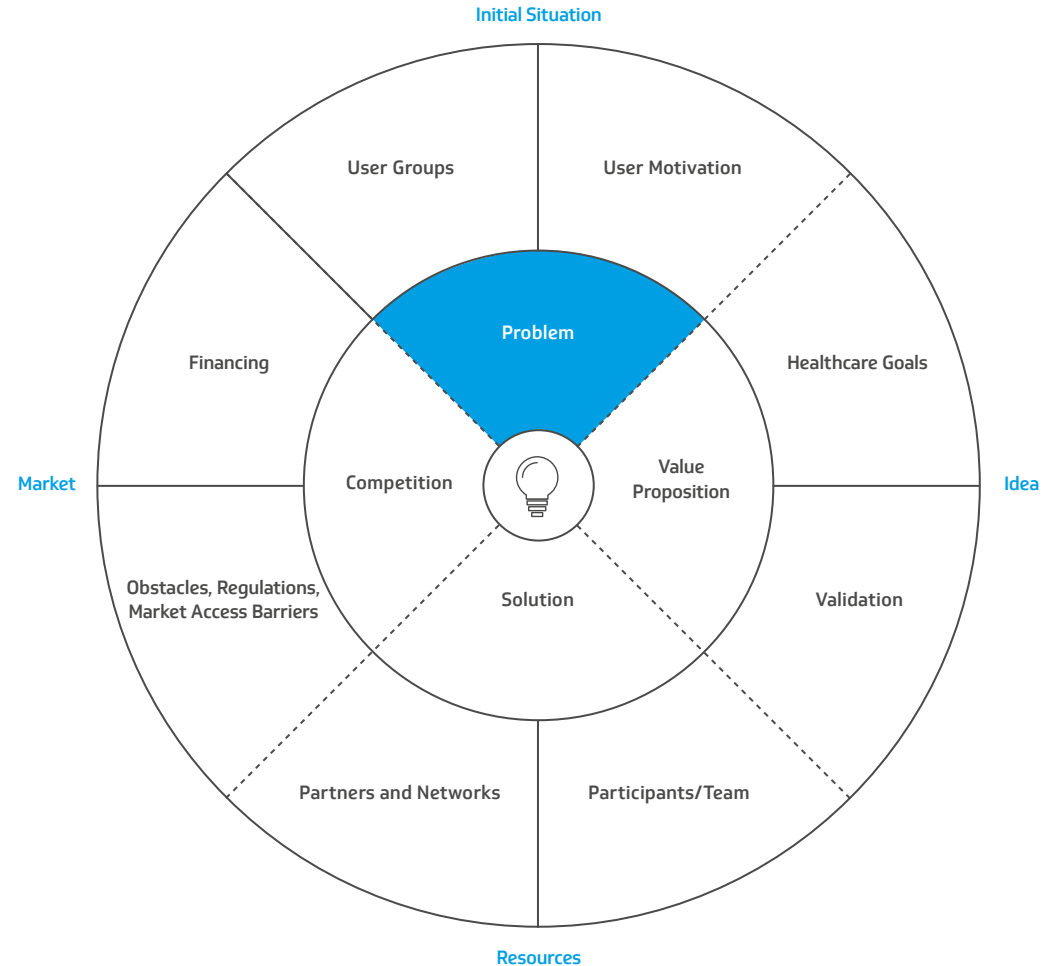 Initial Situation
User Groups
User Motivation
Problem
Financing
Healthcare Goals
Market
Competition
Value
Proposition
Idea
Obstacles, Regulations,
Market Access Barriers
Solution
Validation
Partners and Networks
Participants/Team
Resources